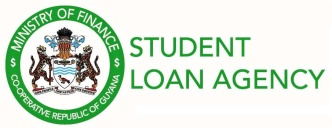 MINISTRY OF FINANCE
$ $
CO-OPERATIVE REPUBLIC OF GUYANA
STUDENT
LOAN AGENCY